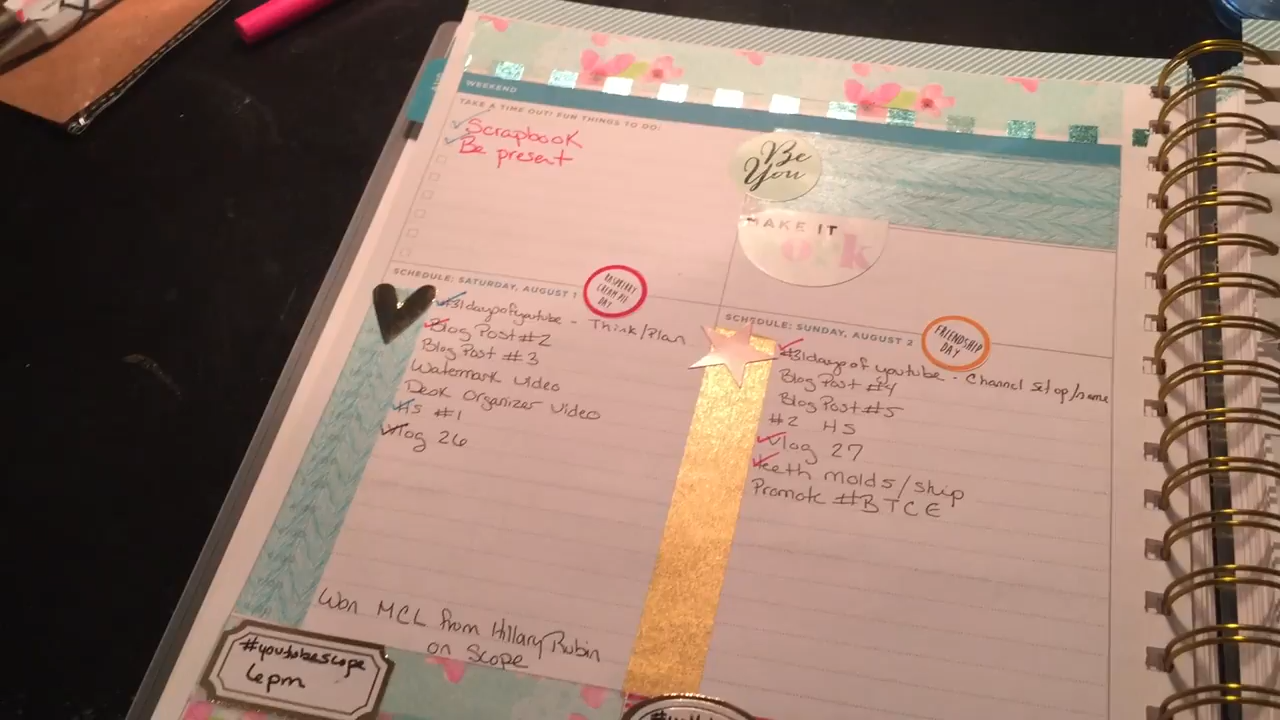 WEEKEND
TAKE A TIME OUT! FUN THINGS TO DO:
Scrapbook
Be present
Be
You
MAKE IT
SCHEDULE: SATURDAY, AUGUST 1
RASPBERRY
CREAM PIE
DAY
#31daysofyoutube - Think/Plan
Blog Post #2
Blog Post #3
Watermark video
Desk Organizer video
HS #1
Vlog 26
Won MCL from Hillary Rubin
on Scope
#youtubescope
6pm
SCHEDULE: SUNDAY, AUGUST 2
FRIENDSHIP
DAY
#31daysofyoutube - Channel Setup/name
Blog Post #4
Blog Post #5
#2 HS
Vlog 27
teeth molds/ship
Promote #BTCE